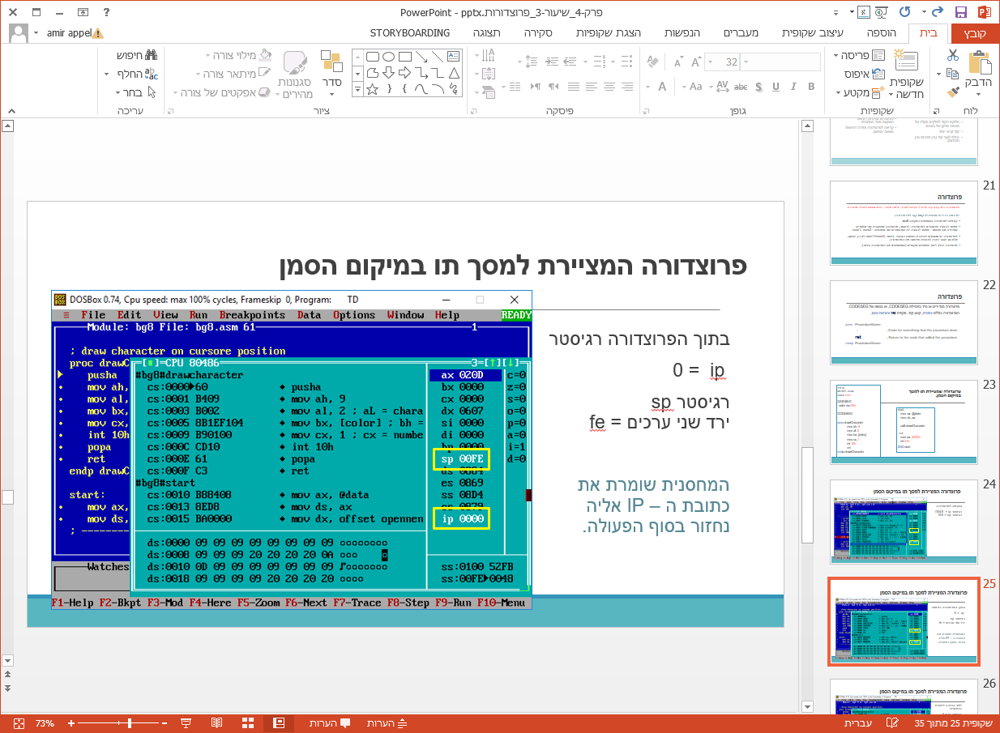 פרק-4_שיעור-3_פרוצדורות.pptx - PowerPoint
amir appel
קובץ
בית
הוספה
עיצוב שקופית
מעברים
הנפשות
הצגת שקופיות
סקירה
תצוגה
STORYBOARDING
הדבק
לוח
שקופית
חדשה
פריסה
איפוס
מקטע
שקופיות
32
B I U S abc AV Aa A
גופן
פיסקה
סדר
סגנונות
מהירים
מילוי צורה
מיתאר צורה
אפקטים של צורה
ציור
חיפוש
החלף
בחר
עריכה
פרוצדורה המציירת למסך תו במיקום הסמן
בתוך הפרוצדורה רגיסטר
ip = 0
רגיסטר sp
ירד שני ערכים = fe
המחסנית שומרת את
כתובת ה – IP אליה
נחזור בסוף הפעולה.
DOSBox 0.74, Cpu speed: max 100% cycles, Frameskip 0, Program: TD
≡ File Edit View Run Breakpoints Data Options Window Help READY
Module: bg8 File: bg8.asm 61 1
; draw character on cursore position
proc drawC
pusha
mov ah,
mov al,
mov bx,
mov cx,
int 10h
popa
ret
endp drawC
start:
mov ax,
mov ds,
; --------
Watches
[■]=CPU 80486 3=[↑][↓]
#bg8#drawcharacter
cs:0000►60 pusha
cs:0001 B409 mov ah, 9
cs:0003 B002 mov al, 2 ; aL = chara
cs:0005 8B1EF104 mov bx, [color] ; bh =
cs:0009 B90100 mov cx, 1 ; cx = numbe
cs:000C CD10 int 10h
cs:000E 61 popa
cs:000F C3 ret
#bg8#start
cs:0010 B88408 mov ax, @data
cs:0013 8ED8 mov ds, ax
cs:0015 BA0000 mov dx, offset openmen
ax 020D c=0
bx 0000 z=0
cx 0000 s=0
dx 0607 o=0
si 0000 p=0
di 0000 a=0
bp 0000 i=1
sp 00FE d=0
ds 0884
es 0869
ss 08D4
cs 0879
ip 0000
ds:0000 09 09 09 09 09 09 09 09 oooooooo
ds:0008 09 09 09 20 20 20 20 0A ooo
ds:0010 0D 09 09 09 09 09 09 09 ♪ooooooo
ds:0018 09 09 09 09 20 20 20 20 oooo
ss:0100 52FB
ss:00FE►0048
F1-Help F2-Bkpt F3-Mod F4-Here F5-Zoom F6-Next F7-Trace F8-Step F9-Run F10-Menu
21
פרוצדורה
22
פרוצדורה
23
24
פרוצדורה המציירת למסך תו במיקום הסמן
25
פרוצדורה המציירת למסך תו במיקום הסמן
26
פרוצדורה המציירת למסך תו במיקום הסמן
שקופית 25 מתוך 35
עברית
הערות
הערות
73%